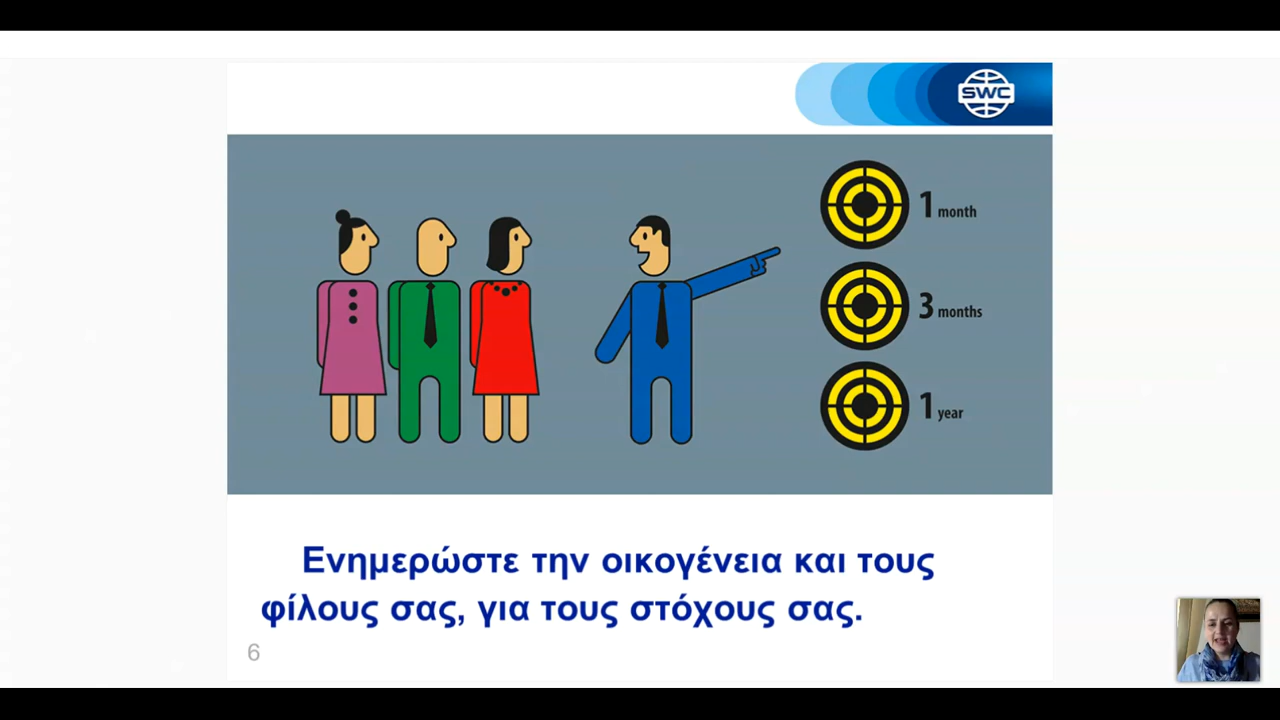 SWC
1 month
3 months
1 year
Ενημερώστε την οικογένεια και τους
φίλους σας, για τους στόχους σας.
6